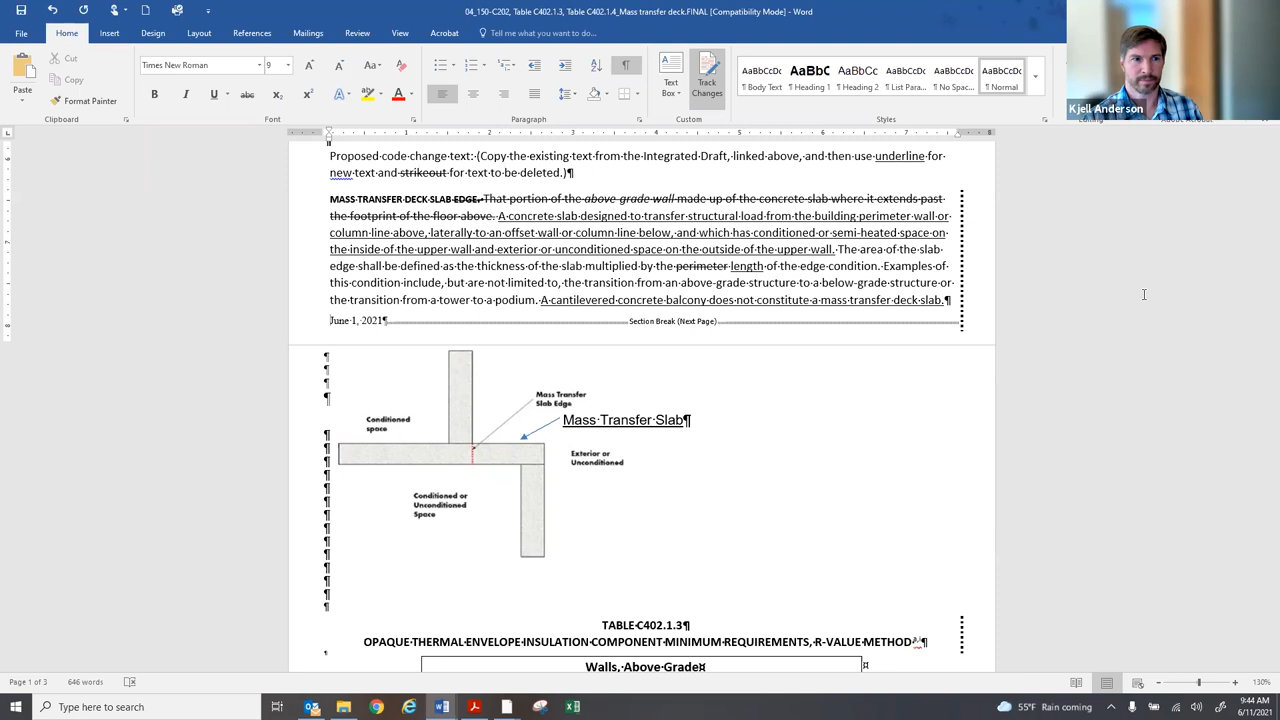 04_150-C202, Table C402.1.3, Table C402.1.4_Mass transfer deck.FINAL [Compatibility Mode] - Word
File Home Insert Design Layout References Mailings Review View Acrobat Tell me what you want to do...
Cut
Copy
Format Painter
Paste
Clipboard
Times New Roman 9
Font
Paragraph
Text Box
Track Changes
Custom
AaBbCcDc AaBbC AaBbCc AaBbCcDc AaBbCcDc AaBbCcDc
¶ Body Text ¶ Heading 1 ¶ Heading 2 ¶ List Para... ¶ No Spac... ¶ Normal
Styles
Kjell Anderson
Proposed code change text: (Copy the existing text from the Integrated Draft, linked above, and then use underline for
new text and strikeout for text to be deleted.)¶
MASS TRANSFER DECK SLAB EDGE. That portion of the above grade wall made up of the concrete slab where it extends past
the footprint of the floor above. A concrete slab designed to transfer structural load from the building perimeter wall or
column line above, laterally to an offset wall or column line below, and which has conditioned or semi-heated space on
the inside of the upper wall and exterior or unconditioned space on the outside of the upper wall. The area of the slab
edge shall be defined as the thickness of the slab multiplied by the perimeter length of the edge condition. Examples of
this condition include, but are not limited to, the transition from an above-grade structure to a below-grade structure or
the transition from a tower to a podium. A cantilevered concrete balcony does not constitute a mass transfer deck slab.¶
June 1, 2021¶ Section Break (Next Page)
Mass Transfer
Slab Edge
Mass Transfer Slab¶
Conditioned
space
Exterior or
Unconditioned
Conditioned or
Unconditioned
Space
TABLE C402.1.3¶
OPAQUE THERMAL ENVELOPE INSULATION COMPONENT MINIMUM REQUIREMENTS, R-VALUE METHOD
Walls, Above Grade¤
Page 1 of 3 646 words 130%
Type here to search
55°F Rain coming
9:44 AM
6/11/2021